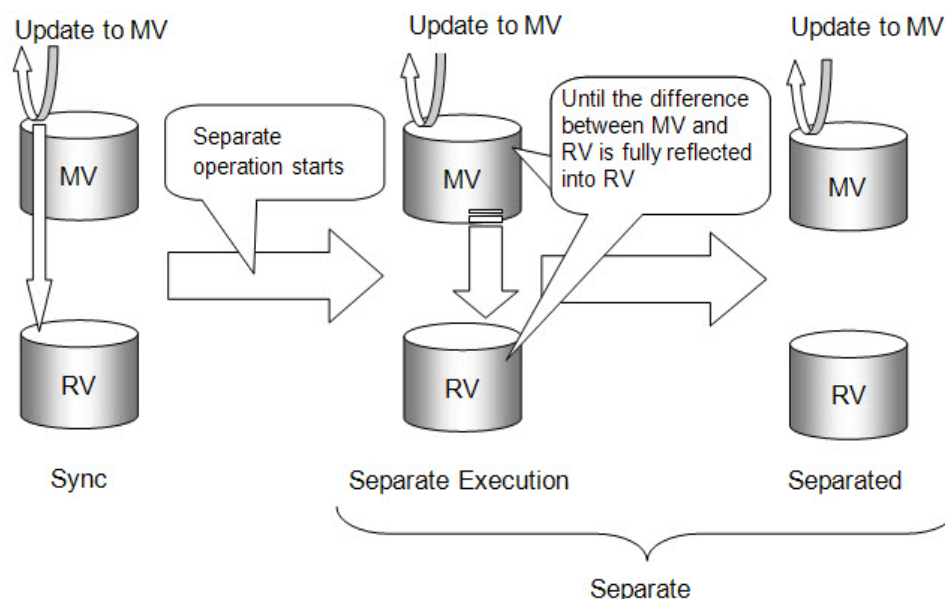 Update to MV
Update to MV
Update to MV
Separate
operation starts
Until the difference
between MV and
RV is fully reflected
into RV
MV
MV
MV
RV
RV
RV
Sync
Separate Execution
Separated
Separate